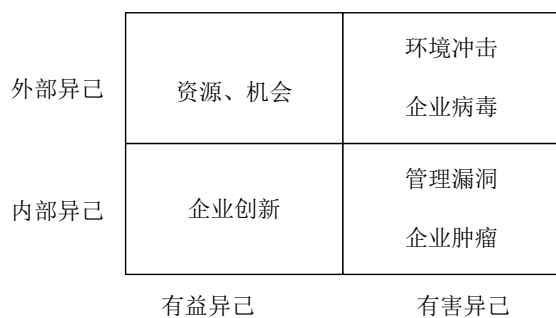 环境冲击
外部异己
资源、机会
企业病毒
管理漏洞
内部异己
企业创新
企业肿瘤
有益异己
有害异己